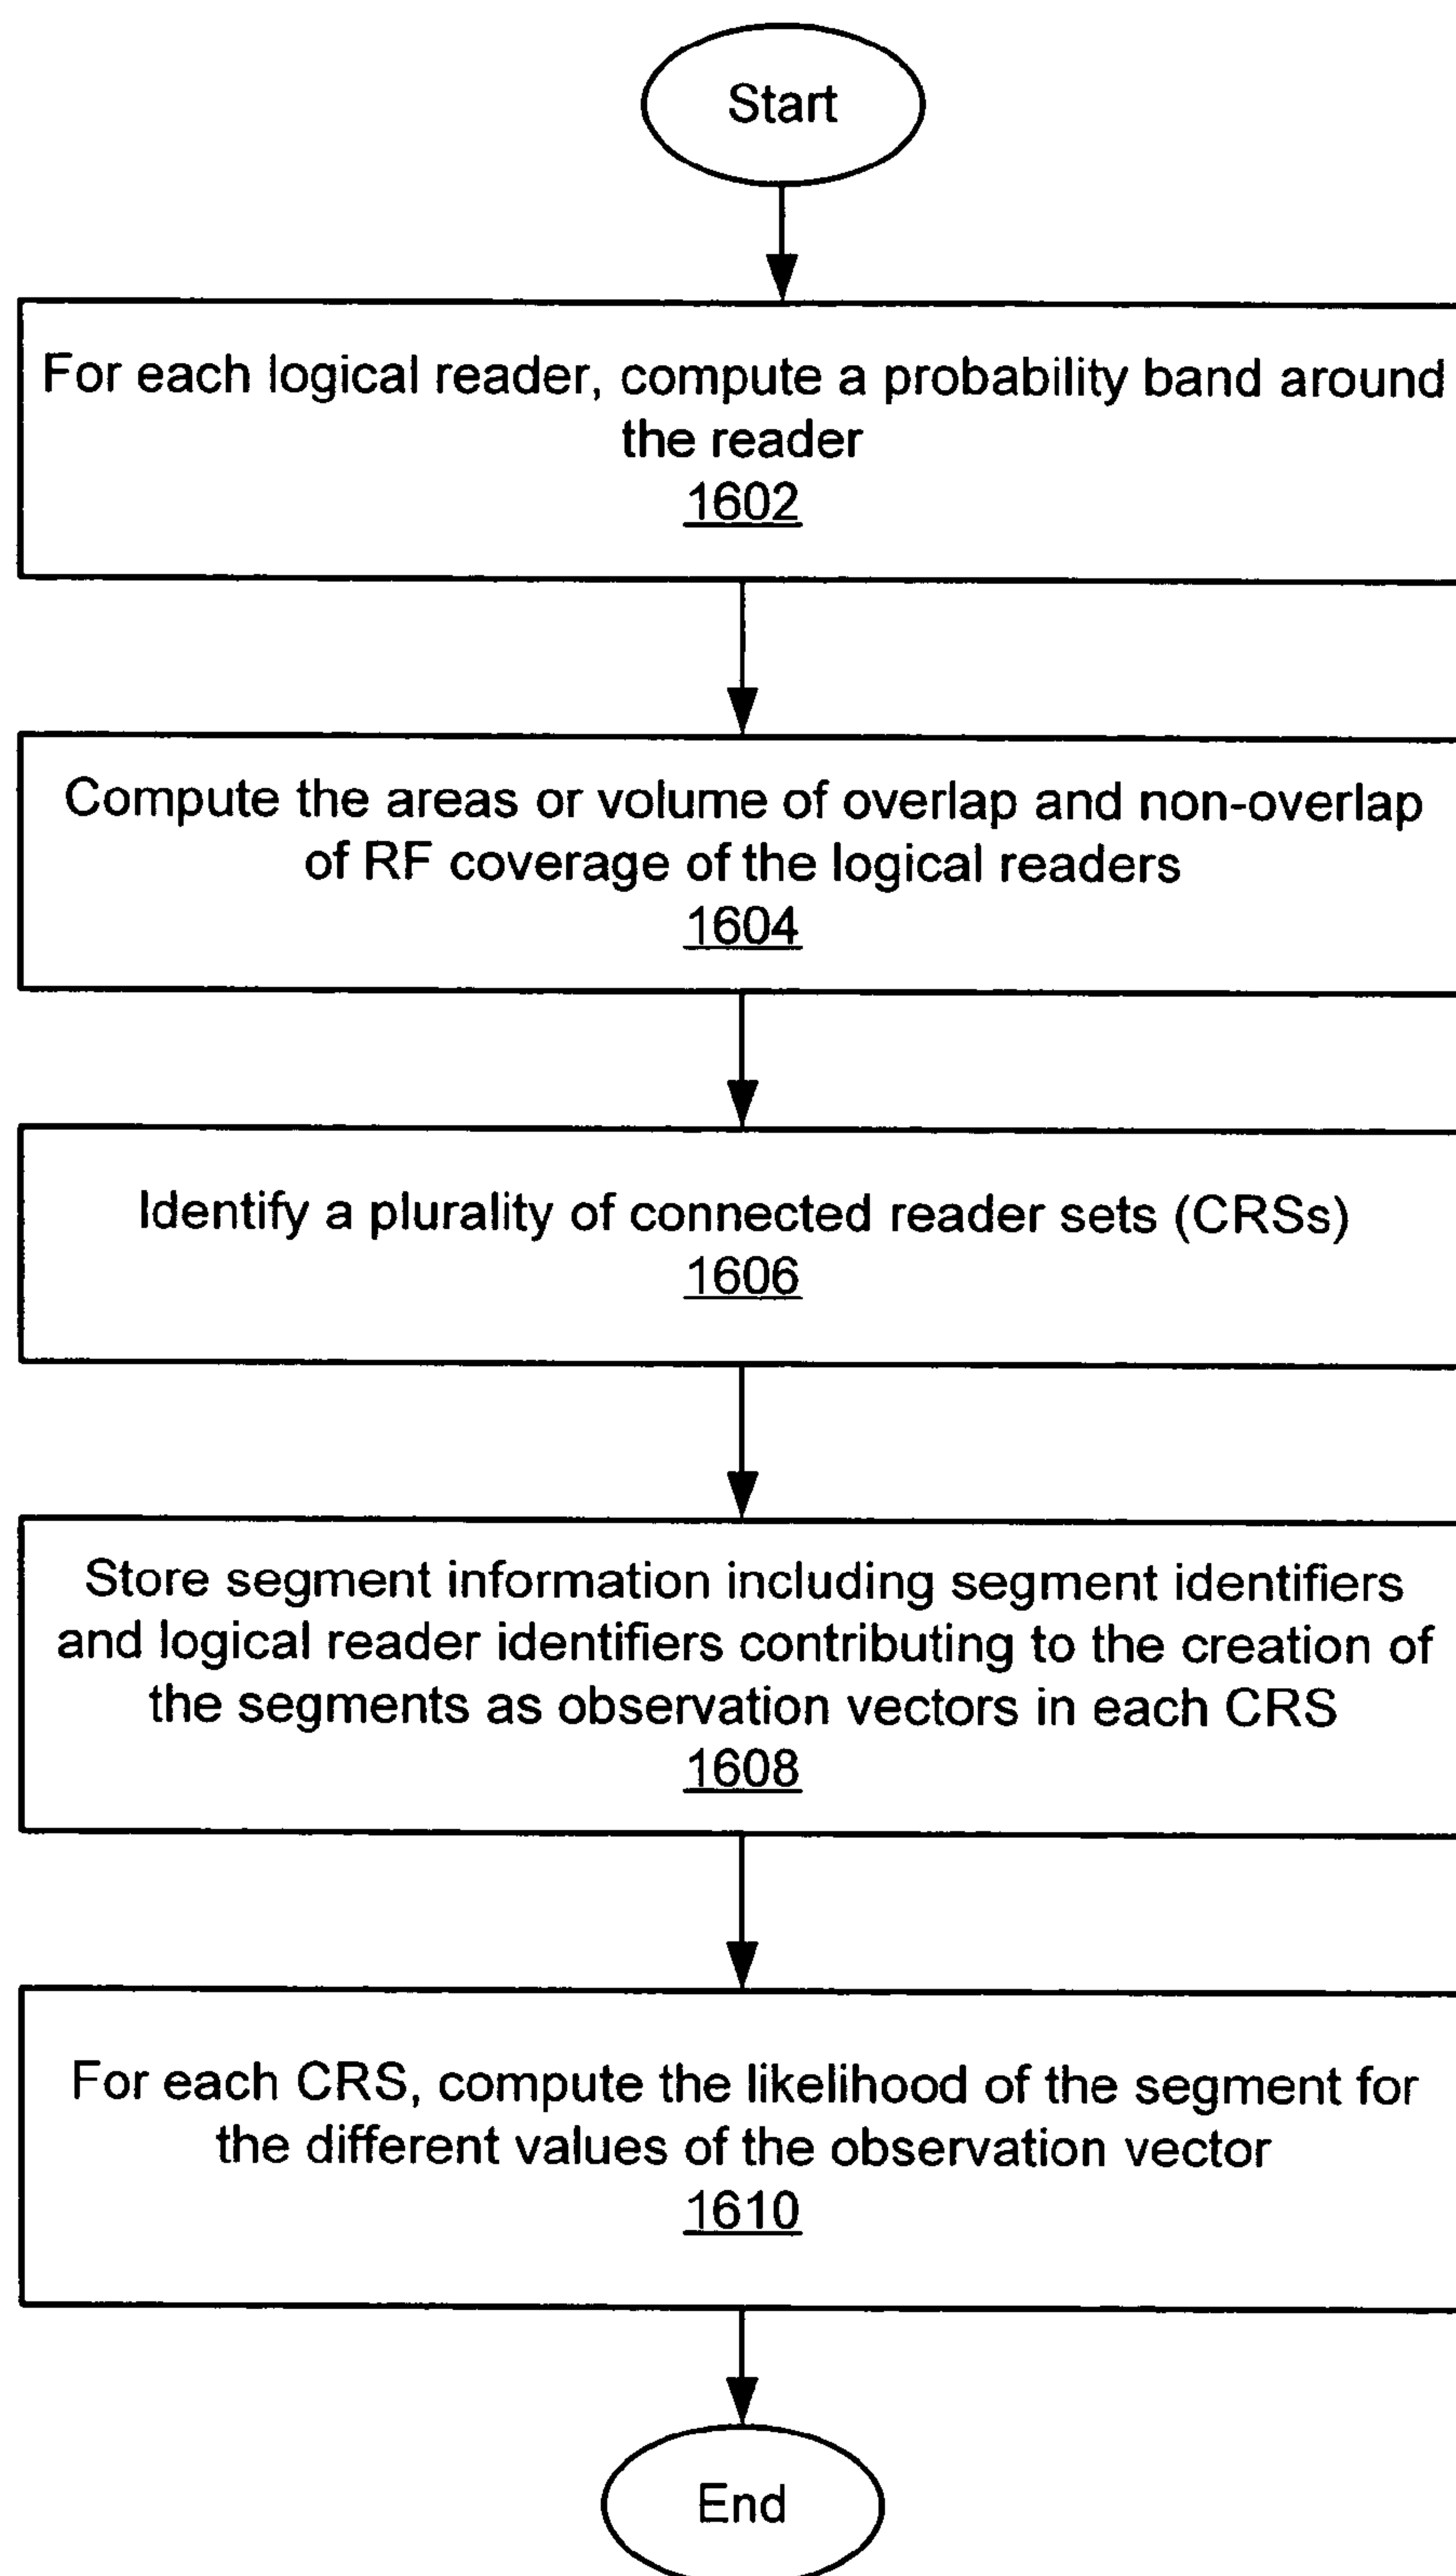 Start
For each logical reader, compute a probability band around
the reader
1602
Compute the areas or volume of overlap and non-overlap
of RF coverage of the logical readers
1604
Identify a plurality of connected reader sets (CRSs)
1606
Store segment information including segment identifiers
and logical reader identifiers contributing to the creation of
the segments as observation vectors in each CRS
1608
For each CRS, compute the likelihood of the segment for
the different values of the observation vector
1610
End